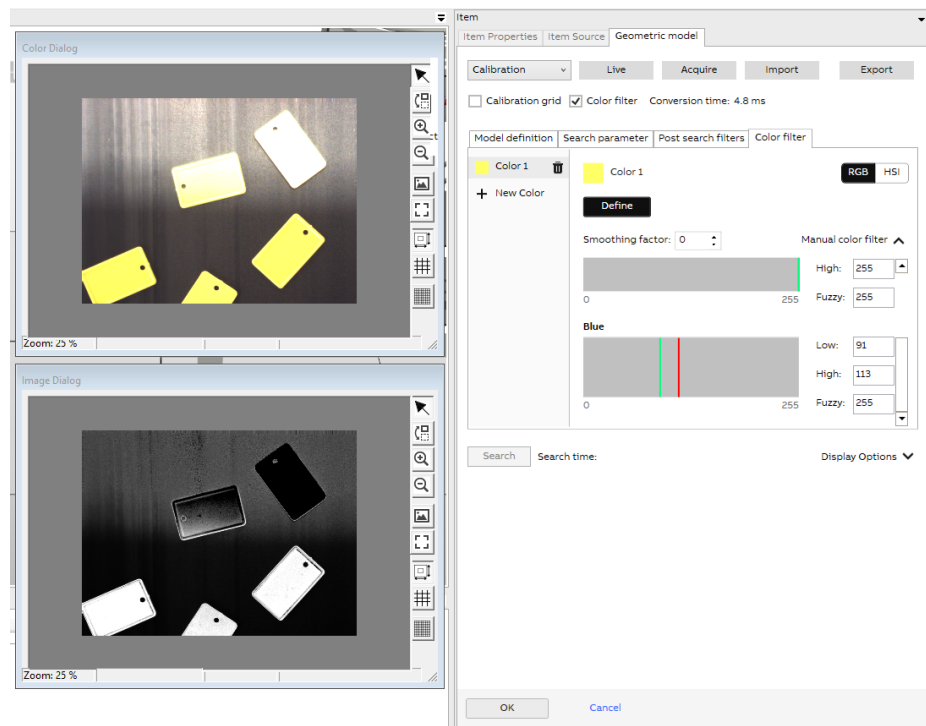 Item
Item Properties Item Source Geometric model
Color Dialog
Calibration Live Acquire Import Export
Calibration grid Color filter Conversion time: 4.8 ms
Model definition Search parameter Post search filters Color filter
Color 1 Color 1 RGB HSI
+ New Color
Define
Smoothing factor: 0 Manual color filter
High: 255
0 255 Fuzzy: 255
Blue
Low: 91
High: 113
0 255 Fuzzy: 255
Zoom: 25 %
Image Dialog
Search Search time: Display Options
Zoom: 25 %
OK Cancel